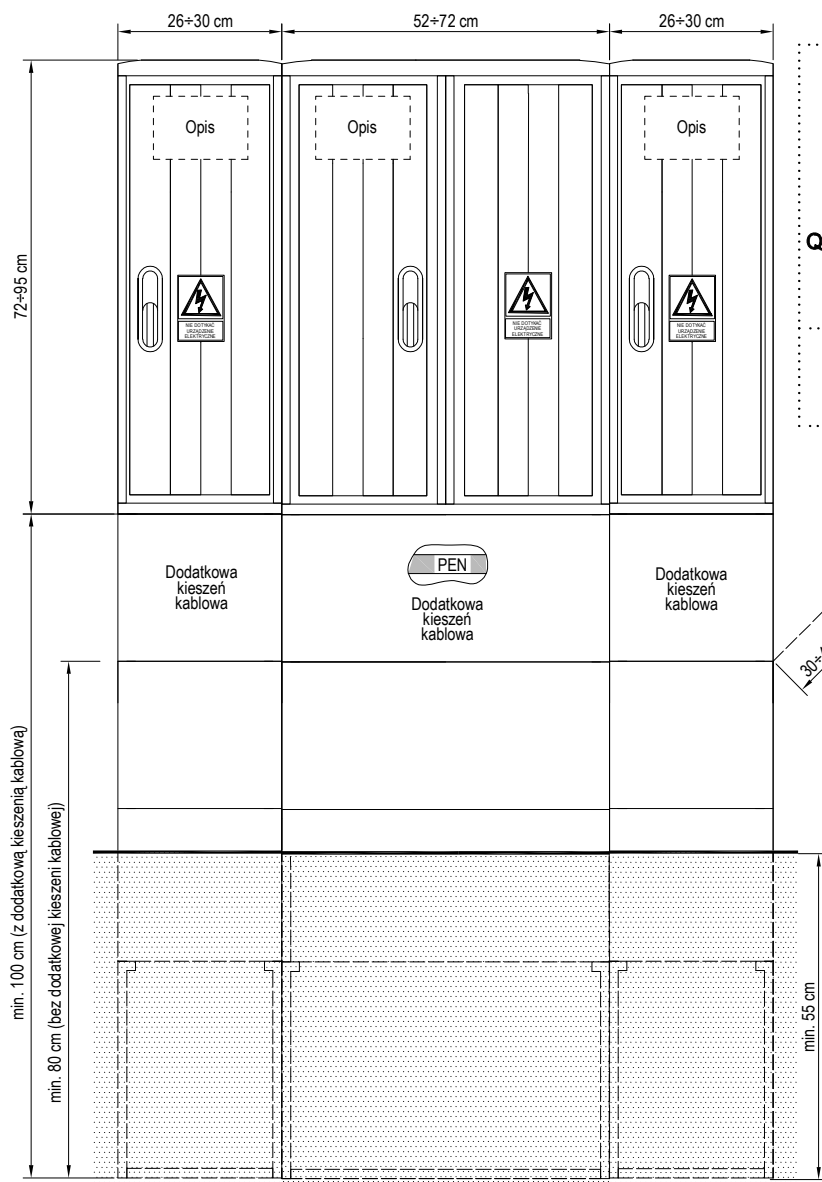 26÷30 cm
52÷72 cm
26÷30 cm
Opis
Opis
Opis
72÷95 cm
Q
NIE DOTYKAĆ
URZĄDZENIE
ELEKTRYCZNE
NIE DOTYKAĆ
URZĄDZENIE
ELEKTRYCZNE
NIE DOTYKAĆ
URZĄDZENIE
ELEKTRYCZNE
Dodatkowa
kieszeń
kablowa
PEN
Dodatkowa
kieszeń
kablowa
Dodatkowa
kieszeń
kablowa
30÷
min. 100 cm (z dodatkową kieszenią kablową)
min. 80 cm (bez dodatkowej kieszeni kablowej)
min. 55 cm